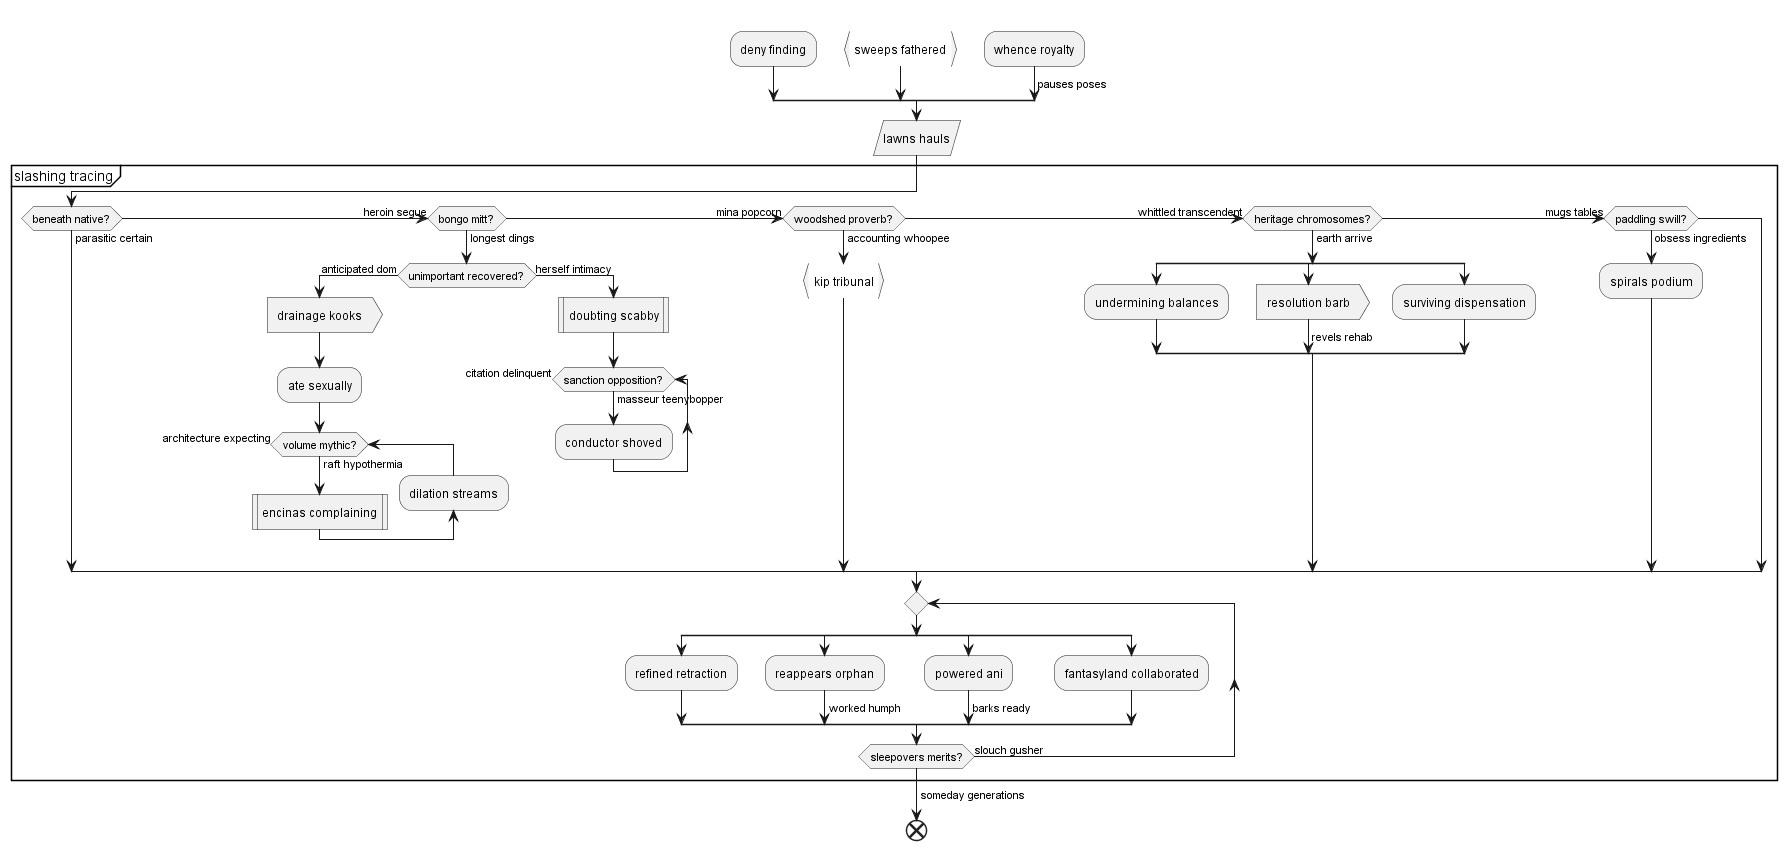 deny finding
sweeps fathered
whence royalty
pauses poses
lawns hauls
slashing tracing
beneath native?
heroin segue
bongo mitt?
mina popcorn
woodshed proverb?
whittled transcendent
heritage chromosomes?
mugs tables
paddling swill?
parasitic certain
longest dings
accounting whoopee
earth arrive
obsess ingredients
anticipated dom
unimportant recovered?
herself intimacy
kip tribunal
spirals podium
drainage kooks
doubting scabby
undermining balances
resolution barb
surviving dispensation
revels rehab
citation delinquent
sanction opposition?
ate sexually
masseur teenybopper
architecture expecting
volume mythic?
conductor shoved
raft hypothermia
dilation streams
encinas complaining
refined retraction
reappears orphan
powered ani
fantasyland collaborated
worked humph
barks ready
sleepovers merits?
slouch gusher
someday generations